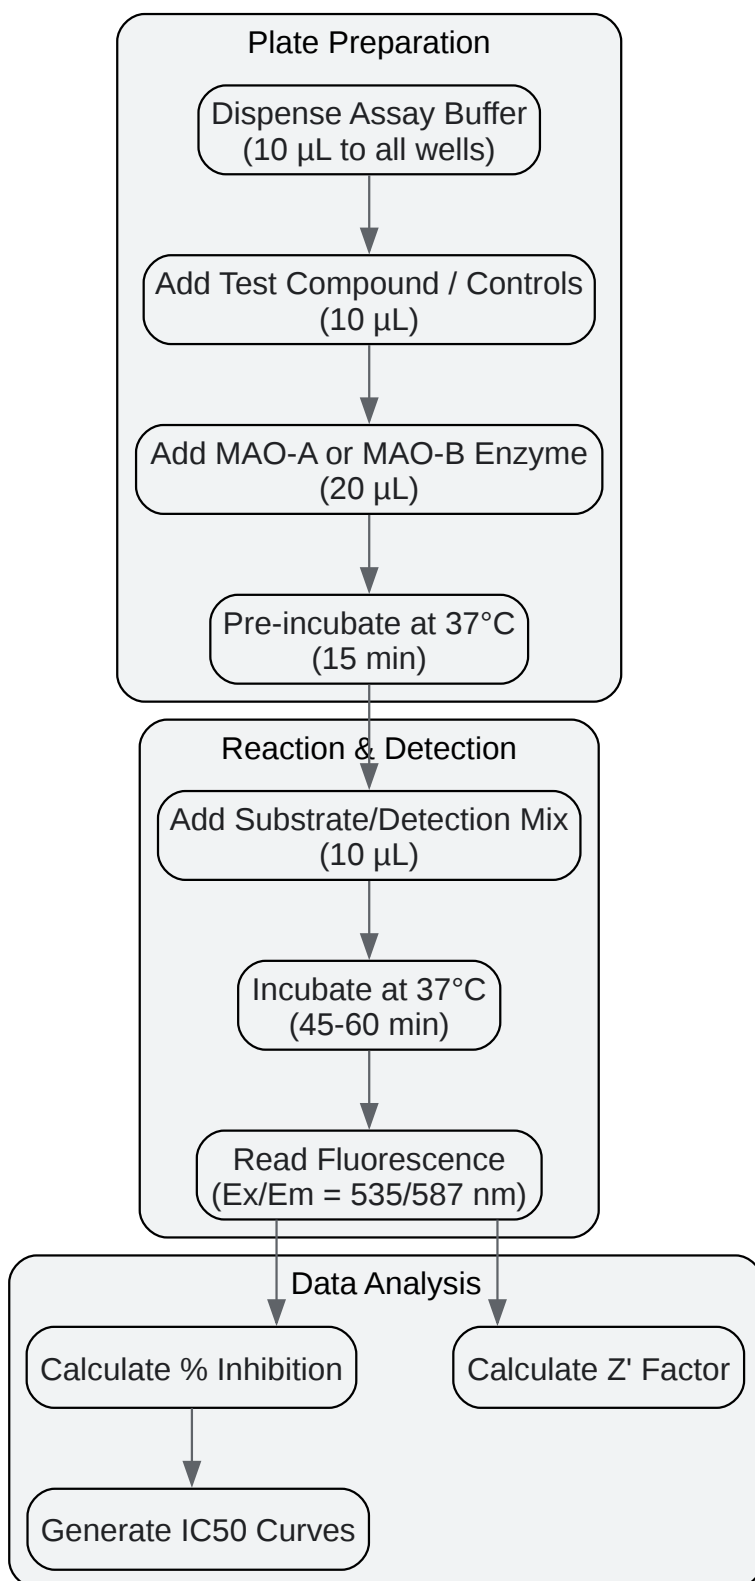 Plate Preparation
Dispense Assay Buffer
(10 µL to all wells)
Add Test Compound / Controls
(10 µL)
Add MAO-A or MAO-B Enzyme
(20 µL)
Pre-incubate at 37°C
(15 min)
Reaction & Detection
Add Substrate/Detection Mix
(10 µL)
Incubate at 37°C
(45-60 min)
Read Fluorescence
(Ex/Em = 535/587 nm)
Data Analysis
Calculate % Inhibition
Calculate Z' Factor
Generate IC50 Curves